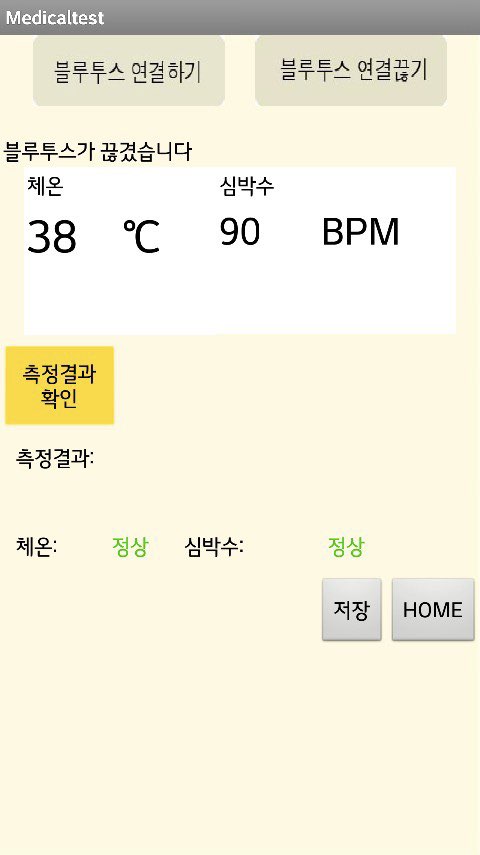 Medicaltest
블루투스 연결하기 블루투스 연결끊기
블루투스가 끊겼습니다
체온 심박수
38 ℃ 90 BPM
측정결과
확인
측정결과:
체온: 정상 심박수: 정상
저장 HOME